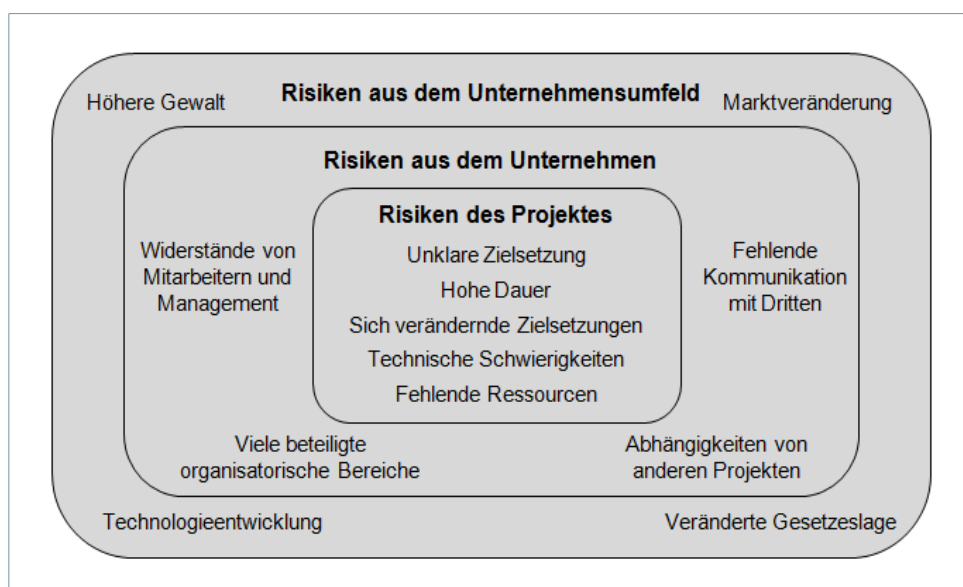 Höhere Gewalt
Risiken aus dem Unternehmensumfeld
Marktveränderung
Risiken aus dem Unternehmen
Risiken des Projektes
Widerstände von
Mitarbeitern und
Management
Unklare Zielsetzung
Hohe Dauer
Sich verändernde Zielsetzungen
Technische Schwierigkeiten
Fehlende Ressourcen
Fehlende
Kommunikation
mit Dritten
Viele beteiligte
organisatorische Bereiche
Abhängigkeiten von
anderen Projekten
Technologieentwicklung
Veränderte Gesetzeslage